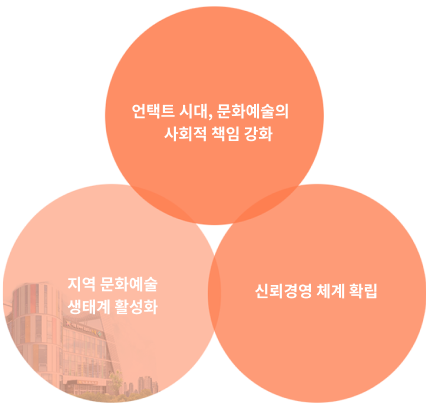 언택트 시대, 문화예술의
사회적 책임 강화
지역 문화예술
생태계 활성화
신뢰경영 체계 확립